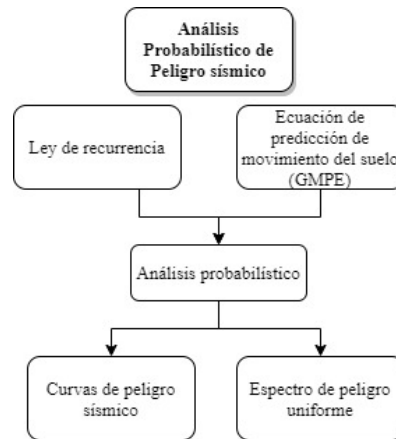 Análisis
Probabilístico de
Peligro sísmico
Ley de recurrencia
Ecuación de
predicción de
movimiento del suelo
(GMPE)
Análisis probabilístico
Curvas de peligro
sísmico
Espectro de peligro
uniforme